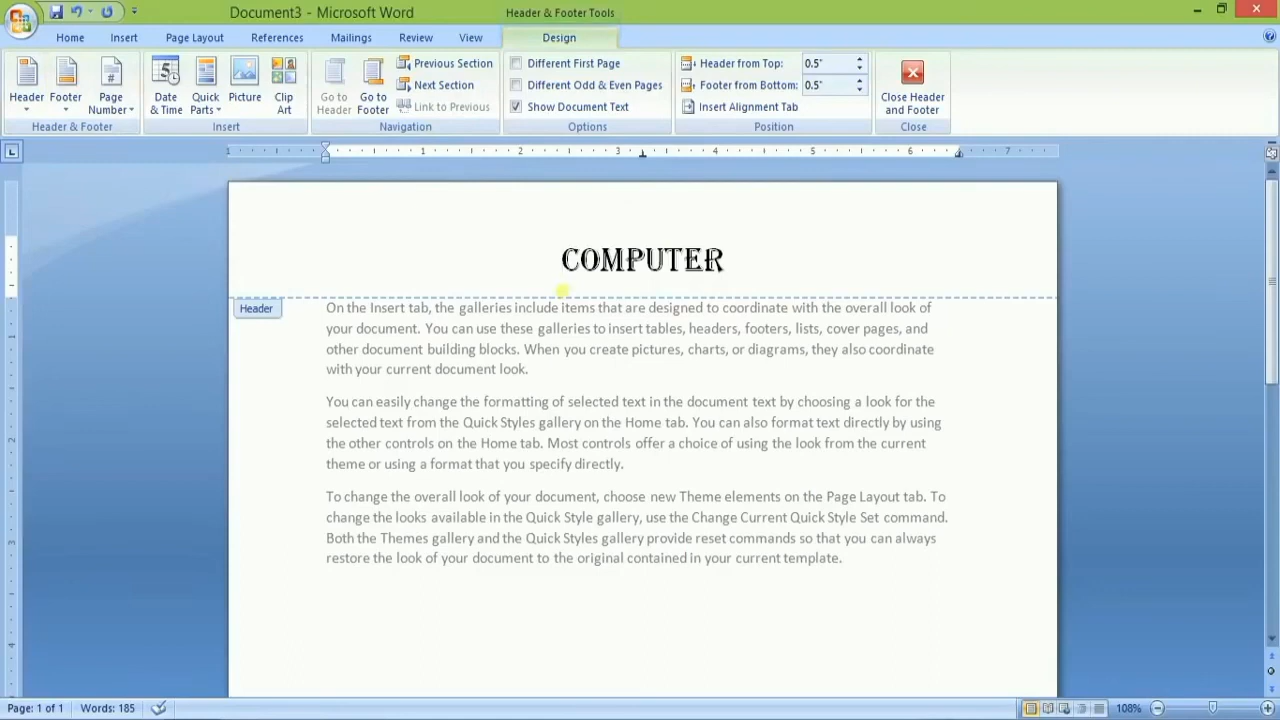 Document3 - Microsoft Word
Header & Footer Tools
Home Insert Page Layout References Mailings Review View Design
Header
Footer
Page Number
Date & Time
Quick Parts
Picture
Clip Art
Go to Header
Go to Footer
Previous Section
Next Section
Link to Previous
Different First Page
Different Odd & Even Pages
Show Document Text
Header from Top: 0.5"
Footer from Bottom: 0.5"
Insert Alignment Tab
Close Header and Footer
Header & Footer Insert Navigation Options Position Close
1 1 2 3 4 5 6 7
COMPUTER
Header
On the Insert tab, the galleries include items that are designed to coordinate with the overall look of
your document. You can use these galleries to insert tables, headers, footers, lists, cover pages, and
other document building blocks. When you create pictures, charts, or diagrams, they also coordinate
with your current document look.
You can easily change the formatting of selected text in the document text by choosing a look for the
selected text from the Quick Styles gallery on the Home tab. You can also format text directly by using
the other controls on the Home tab. Most controls offer a choice of using the look from the current
theme or using a format that you specify directly.
To change the overall look of your document, choose new Theme elements on the Page Layout tab. To
change the looks available in the Quick Style gallery, use the Change Current Quick Style Set command.
Both the Themes gallery and the Quick Styles gallery provide reset commands so that you can always
restore the look of your document to the original contained in your current template.
1
2
3
4
Page: 1 of 1 Words: 185 108%